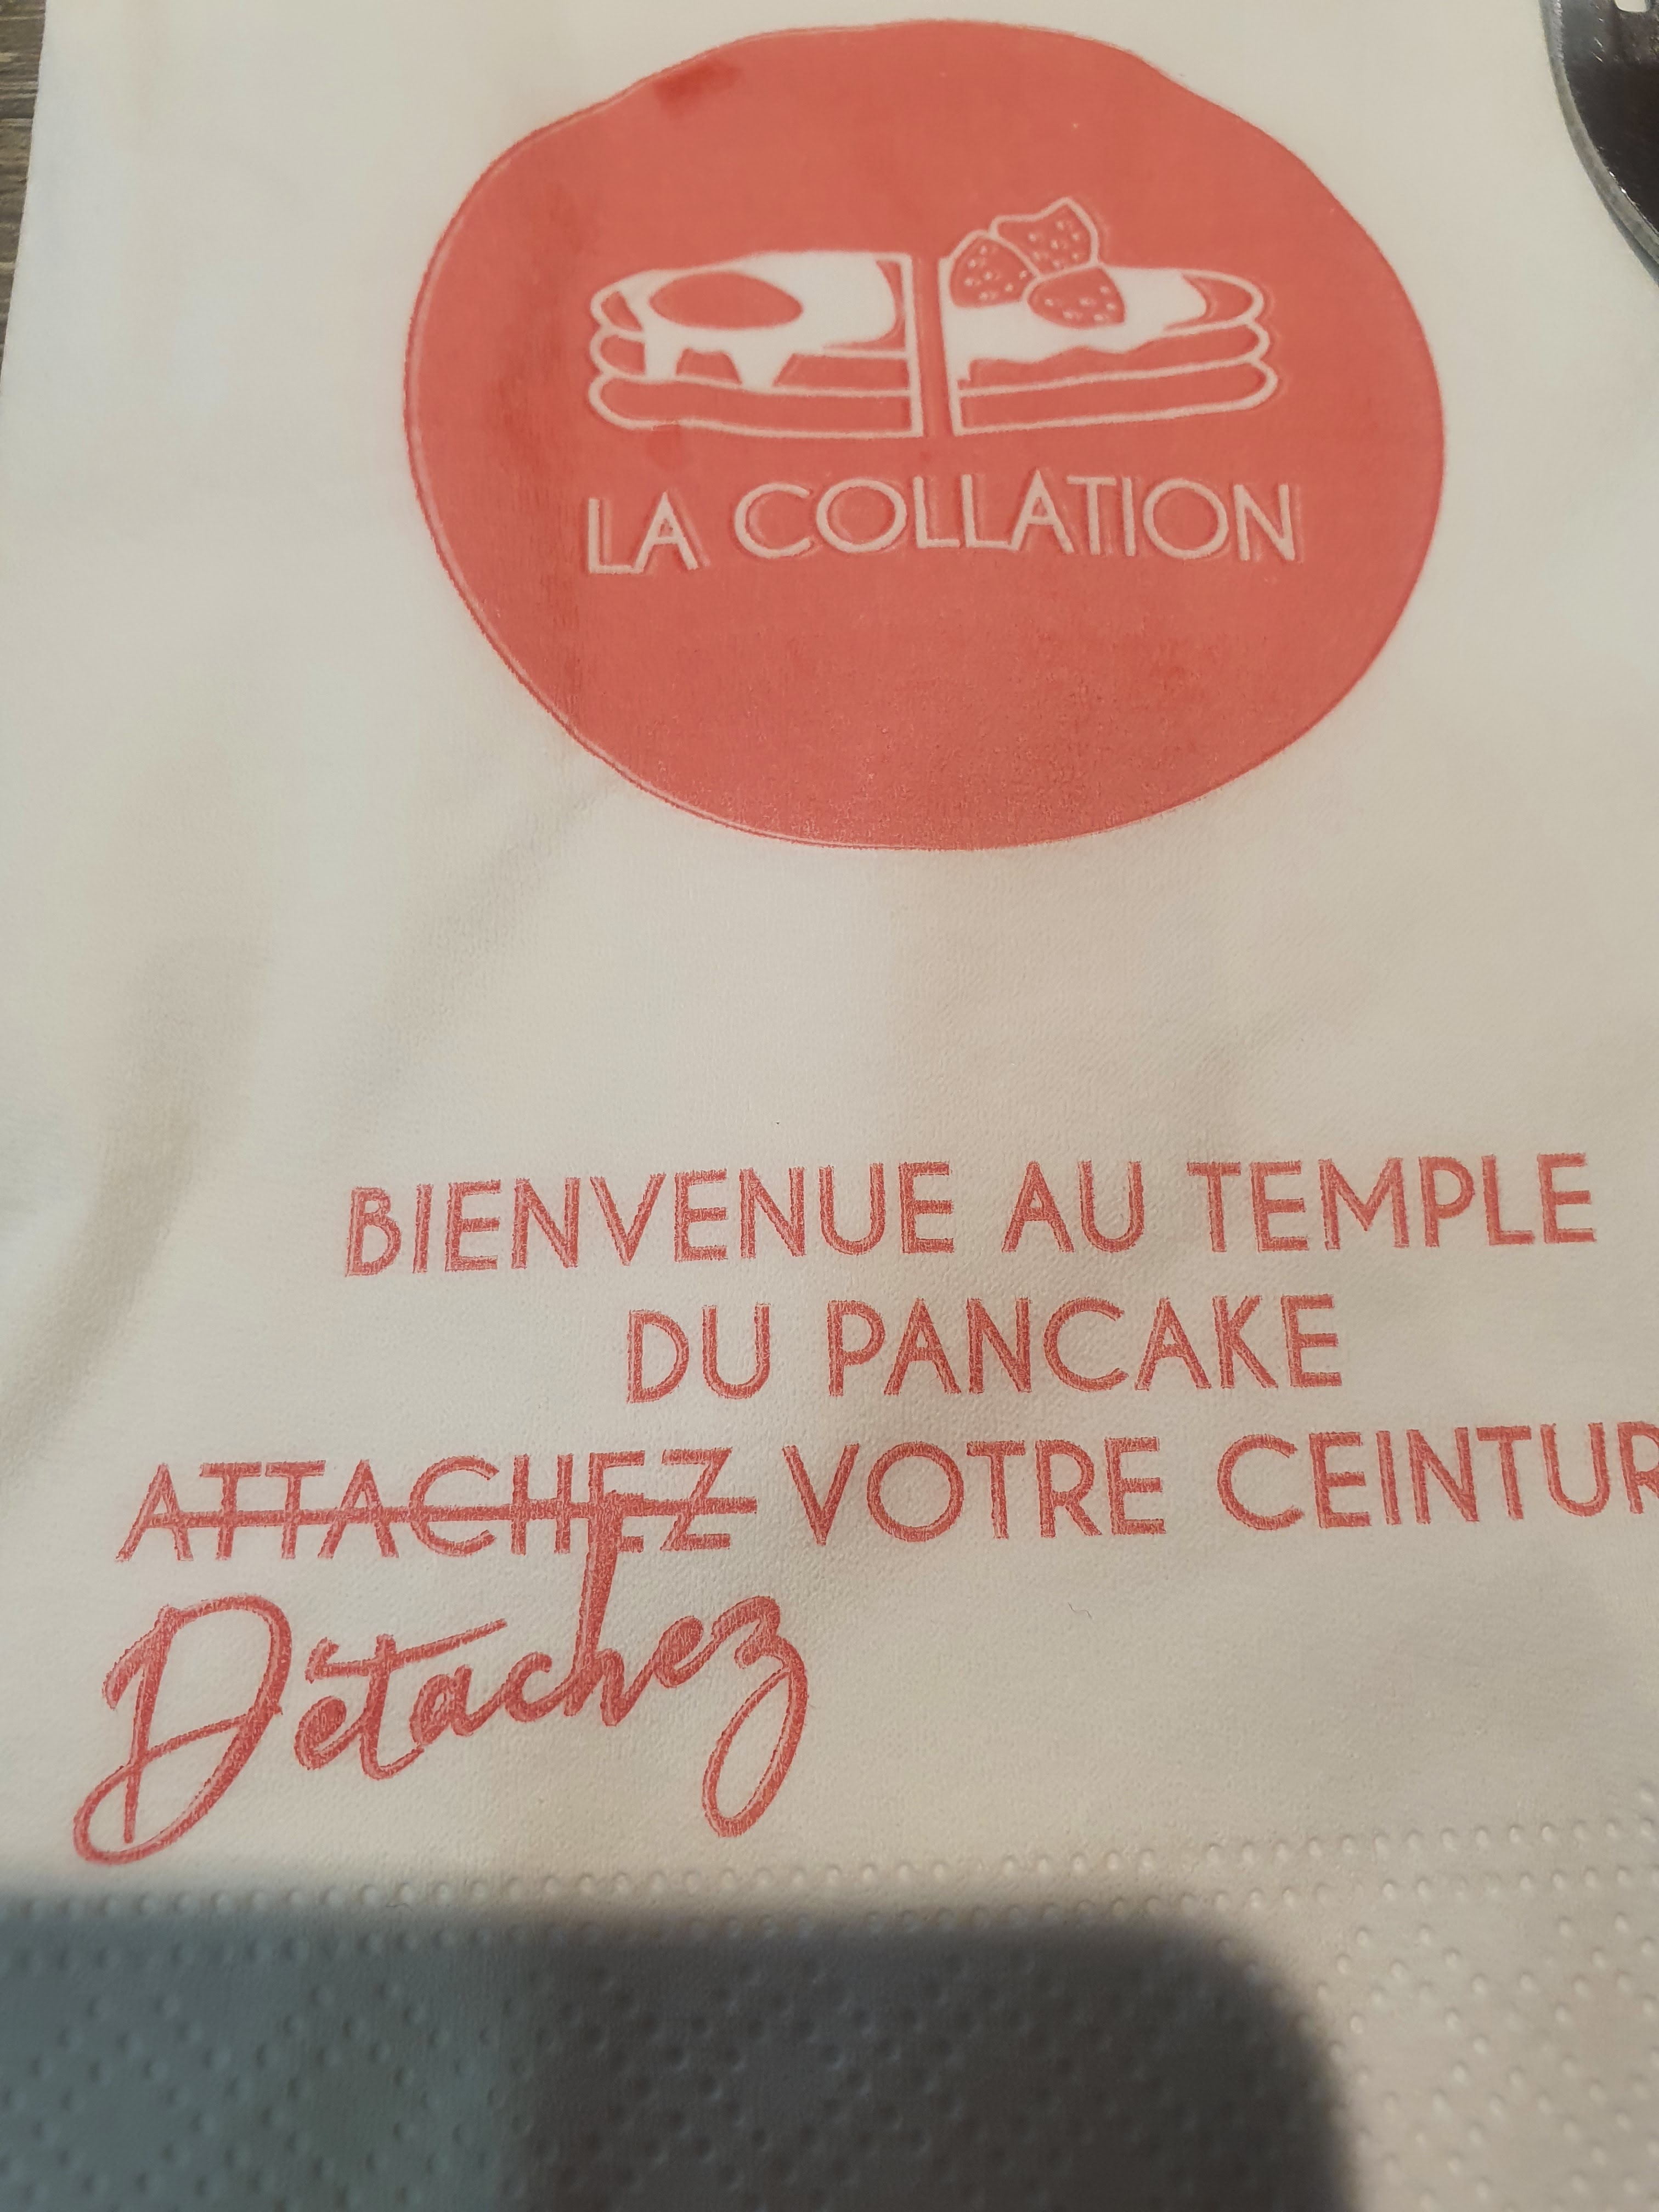 LA COLLATION
BIENVENUE AU TEMPLE
DU PANCAKE
ATTACHEZ VOTRE CEINTUR
Détachez